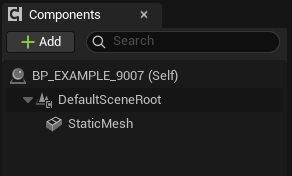 Components
Add
Search
BP_EXAMPLE_9007 (Self)
DefaultSceneRoot
StaticMesh